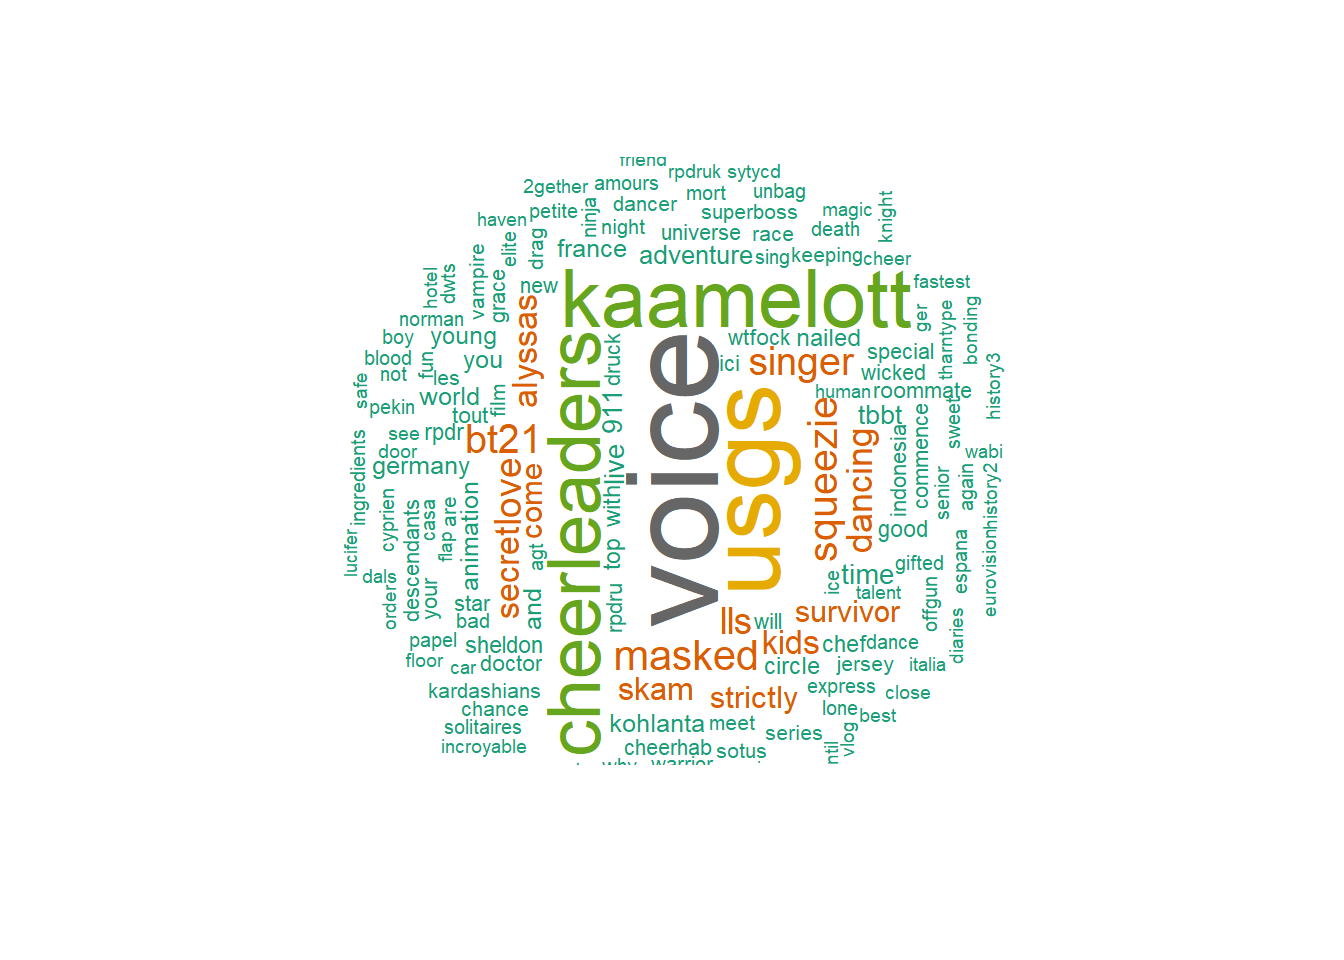 friend
rpdruk
sytycd
2gether
amours
mort
unbag
petite
ninja
dancer
superboss
magic
knight
haven
elite
drag
night
universe
race
death
france
adventure
sing
keeping
cheer
hotel
dwts
vampire
grace
new
kaamelott
fastest
norman
alyssas
boy
young
druck
wtfock
nailed
ger
tharntype
bonding
blood
fun
you
ici
singer
special
not
les
wicked
safe
world
film
911
human
roommate
history3
pekin
tout
squeezie
tbbt
sweet
see
rpdr
bt21
cheerleaders
voice
usgs
dancing
indonesia
commence
wabi
door
germany
live
ingredients
cyprien
casa
are
animation
secretlove
come
with
good
senior
again
history2
flap
descendants
top
agt
lucifer
dals
orders
your
star
and
rpdru
ice
time
gifted
talent
offgun
espana
eurovision
bad
lls
will
survivor
diaries
papel
sheldon
masked
kids
chef
dance
floor
car
doctor
circle
jersey
italia
kardashians
skam
strictly
express
close
chance
lone
best
solitaires
kohlanta
meet
series
vlog
incroyable
cheerhab
sotus
ntil
why
warrior